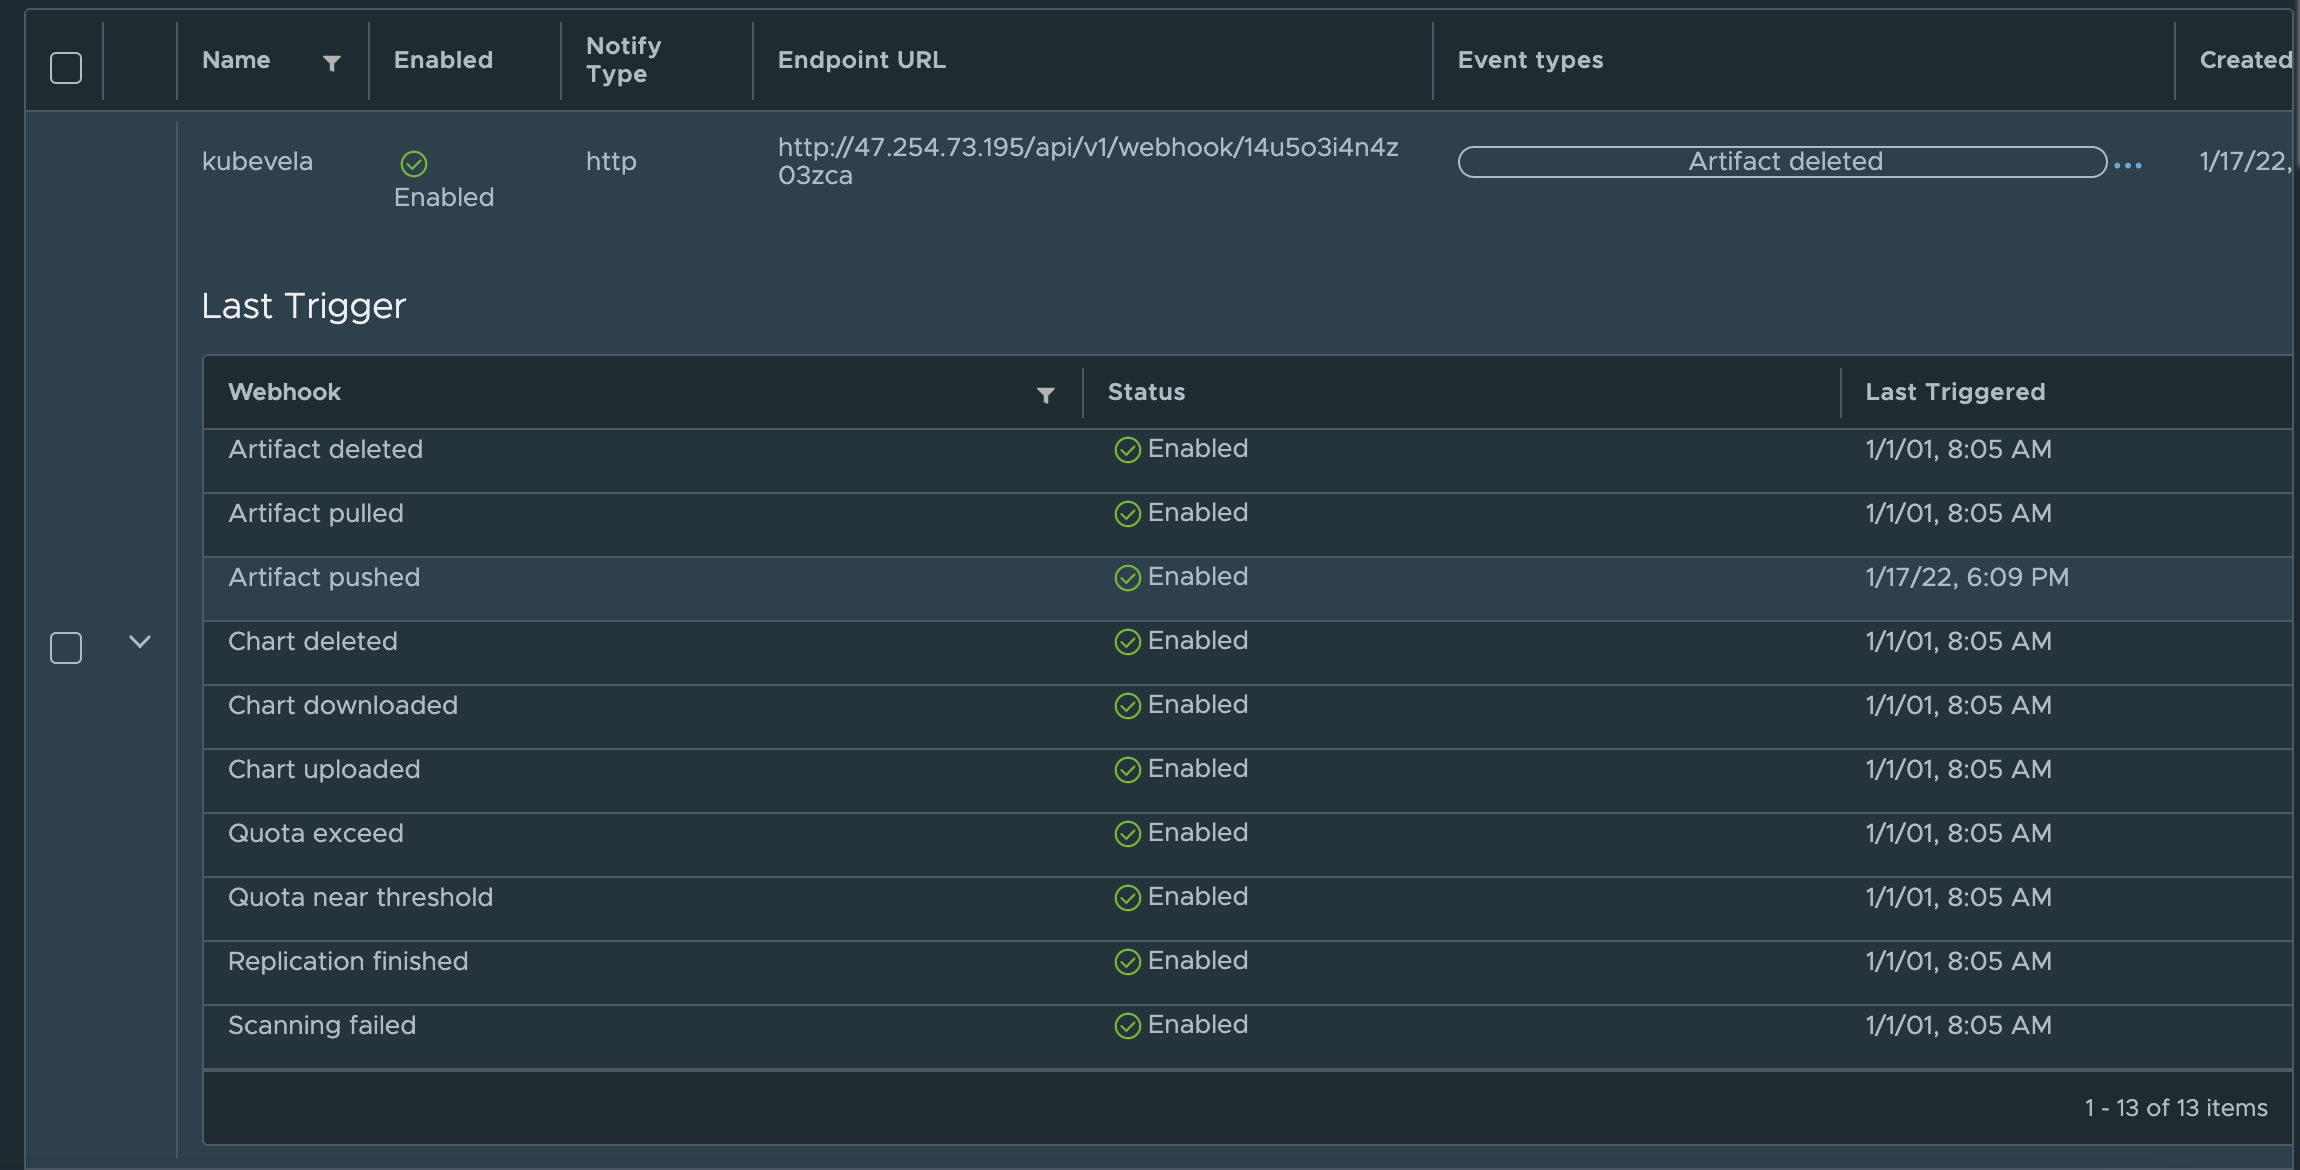 Name
Enabled
Notify
Type
Endpoint URL
Event types
Created
kubevela
Enabled
http
http://47.254.73.195/api/v1/webhook/14u5o3i4n4z
03zca
Artifact deleted
...
1/17/22,
Last Trigger
Webhook Status Last Triggered
Artifact deleted Enabled 1/1/01, 8:05 AM
Artifact pulled Enabled 1/1/01, 8:05 AM
Artifact pushed Enabled 1/17/22, 6:09 PM
Chart deleted Enabled 1/1/01, 8:05 AM
Chart downloaded Enabled 1/1/01, 8:05 AM
Chart uploaded Enabled 1/1/01, 8:05 AM
Quota exceed Enabled 1/1/01, 8:05 AM
Quota near threshold Enabled 1/1/01, 8:05 AM
Replication finished Enabled 1/1/01, 8:05 AM
Scanning failed Enabled 1/1/01, 8:05 AM
1 - 13 of 13 items